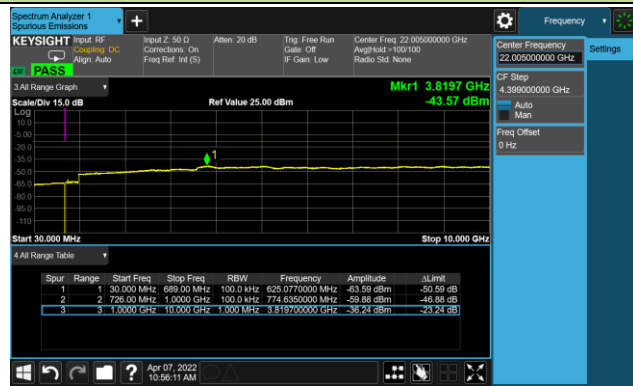 Spectrum Analyzer 1
Spurious Emissions
Frequency
KEYSIGHT
Input: RF
Coupling: DC
Align: Auto
Input Z: 50 Ω
Corrections: On
Freq Ref: Int (S)
Atten: 20 dB
Trig: Free Run
Gate: Off
IF Gain: Low
Center Freq: 22.005000000 GHz
Avg|Hold:>100/100
Radio Std: None
LM PASS
Center Frequency
22.005000000 GHz
Settings
CF Step
4.399000000 GHz
Auto
Man
Freq Offset
0 Hz
3 All Range Graph
Mkr1 3.8197 GHz
-43.57 dBm
Scale/Div 15.0 dB
Ref Value 25.00 dBm
Log
10.0
-5.00
-20.0
-35.0
-50.0
-65.0
-80.0
-95.0
-110
1
Start 30.000 MHz
Stop 10.000 GHz
4 All Range Table
Spur Range Start Freq Stop Freq RBW Frequency Amplitude ΔLimit
1 1 30.000 MHz 689.00 MHz 100.0 kHz 625.0770000 MHz -63.59 dBm -50.59 dB
2 2 726.00 MHz 1.0000 GHz 100.0 kHz 774.6350000 MHz -59.88 dBm -46.88 dB
3 3 1.0000 GHz 10.000 GHz 1.000 MHz 3.819700000 GHz -36.24 dBm -23.24 dB
Apr 07, 2022
10:56:11 AM